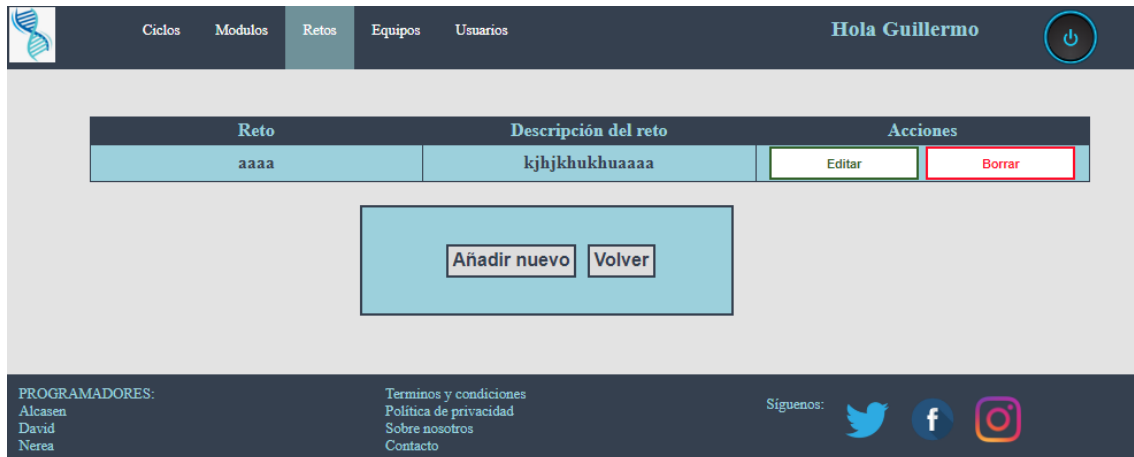 Ciclos Modulos Retos Equipos Usuarios Hola Guillermo
Reto Descripción del reto Acciones
aaaa kjhjkhukhuaaaa Editar Borrar
Añadir nuevo Volver
PROGRAMADORES:
Alcasen
David
Nerea
Terminos y condiciones
Política de privacidad
Sobre nosotros
Contacto
Síguenos: